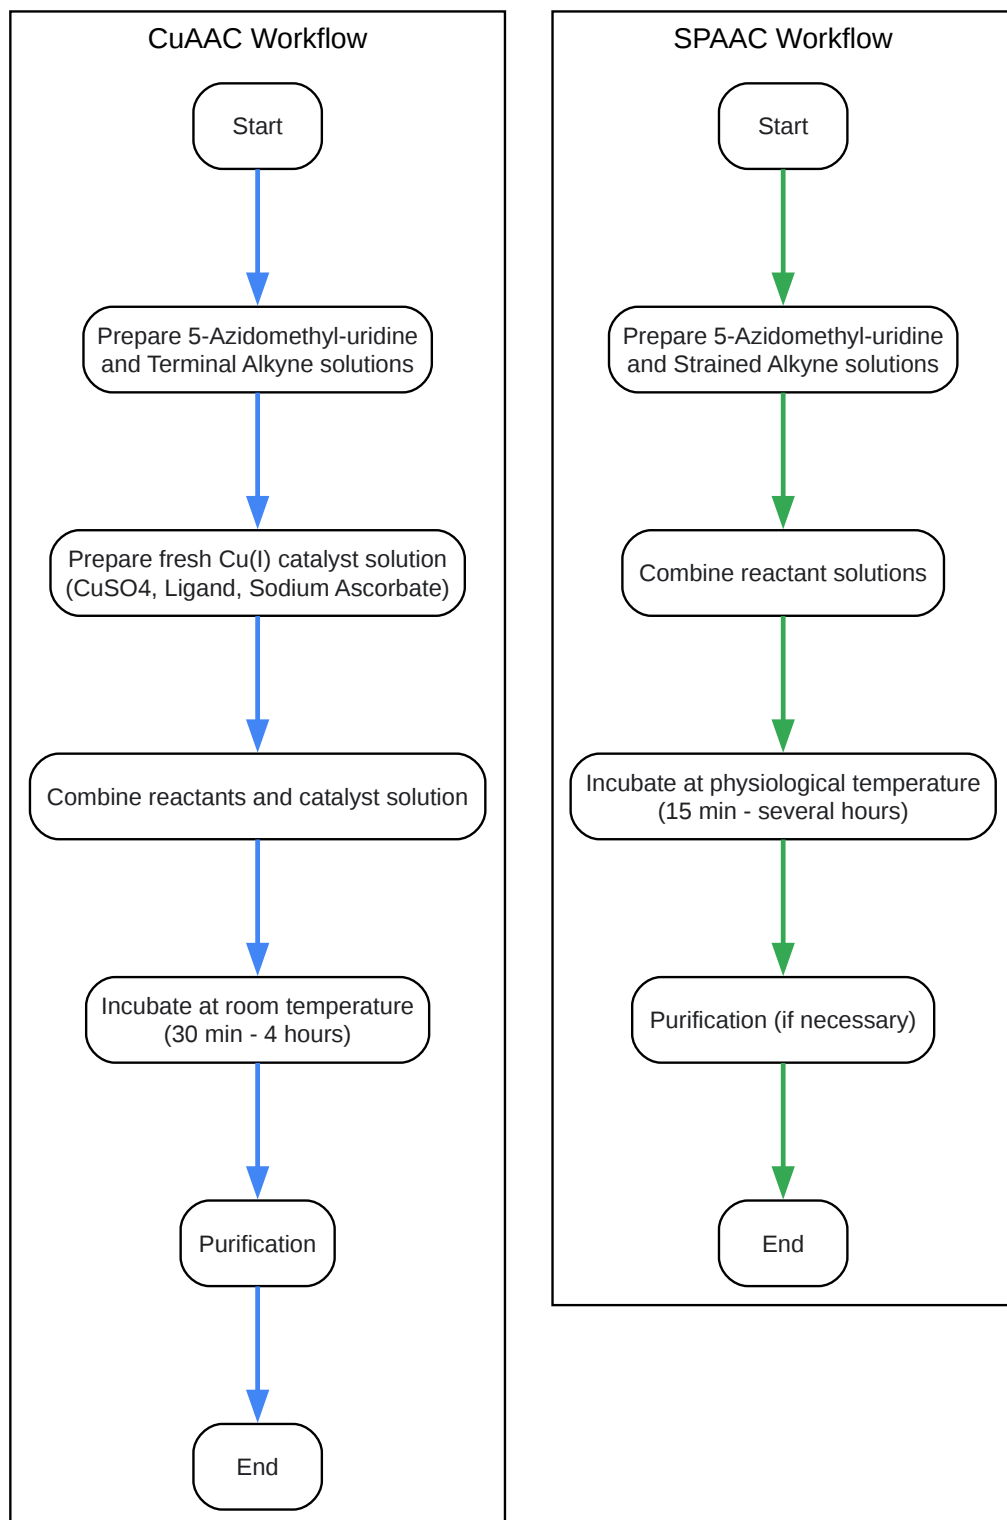 CuAAC Workflow
Start
Prepare 5-Azidomethyl-uridine
and Terminal Alkyne solutions
Prepare fresh Cu(I) catalyst solution
(CuSO4, Ligand, Sodium Ascorbate)
Combine reactants and catalyst solution
Incubate at room temperature
(30 min - 4 hours)
Purification
End
SPAAC Workflow
Start
Prepare 5-Azidomethyl-uridine
and Strained Alkyne solutions
Combine reactant solutions
Incubate at physiological temperature
(15 min - several hours)
Purification (if necessary)
End